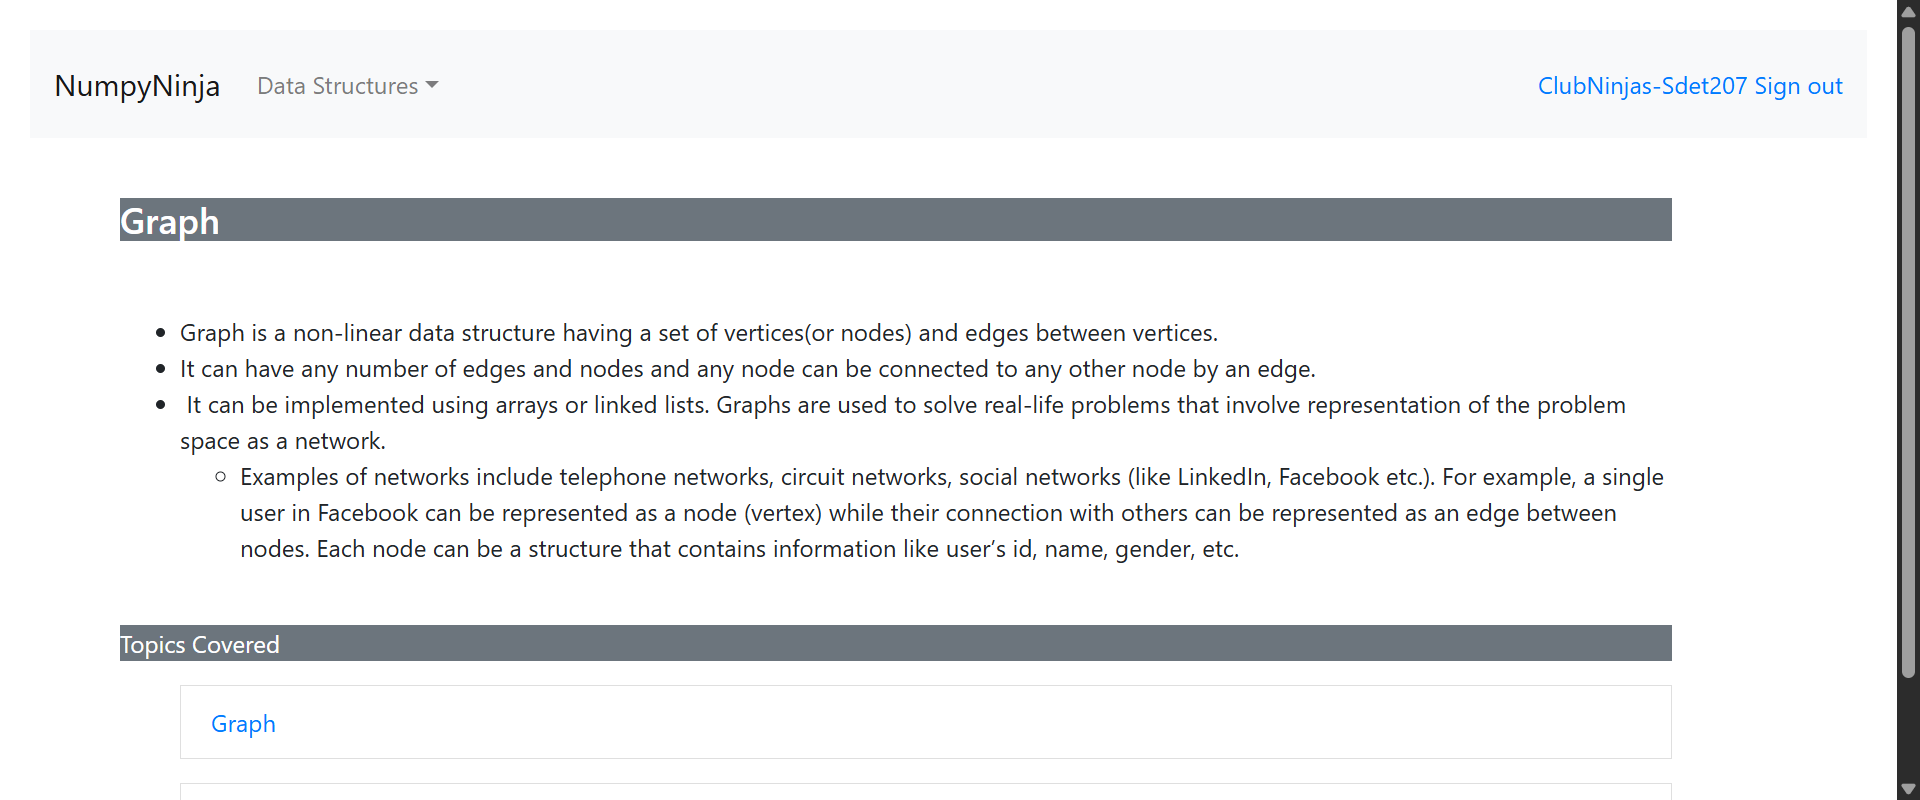 NumpyNinja
Data Structures
ClubNinjas-Sdet207 Sign out
Graph
Graph is a non-linear data structure having a set of vertices(or nodes) and edges between vertices.
It can have any number of edges and nodes and any node can be connected to any other node by an edge.
It can be implemented using arrays or linked lists. Graphs are used to solve real-life problems that involve representation of the problem
space as a network.
Examples of networks include telephone networks, circuit networks, social networks (like LinkedIn, Facebook etc.). For example, a single
user in Facebook can be represented as a node (vertex) while their connection with others can be represented as an edge between
nodes. Each node can be a structure that contains information like user’s id, name, gender, etc.
Topics Covered
Graph